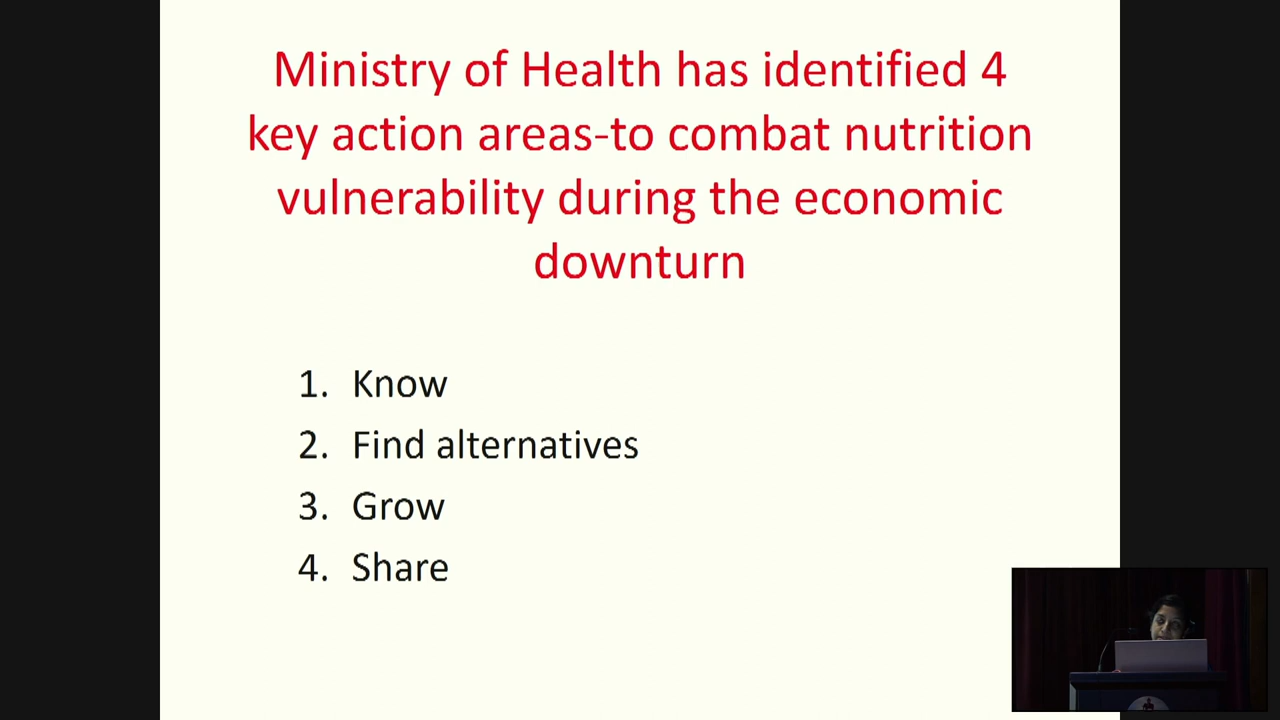 Ministry of Health has identified 4
key action areas-to combat nutrition
vulnerability during the economic
downturn
1. Know
2. Find alternatives
3. Grow
4. Share